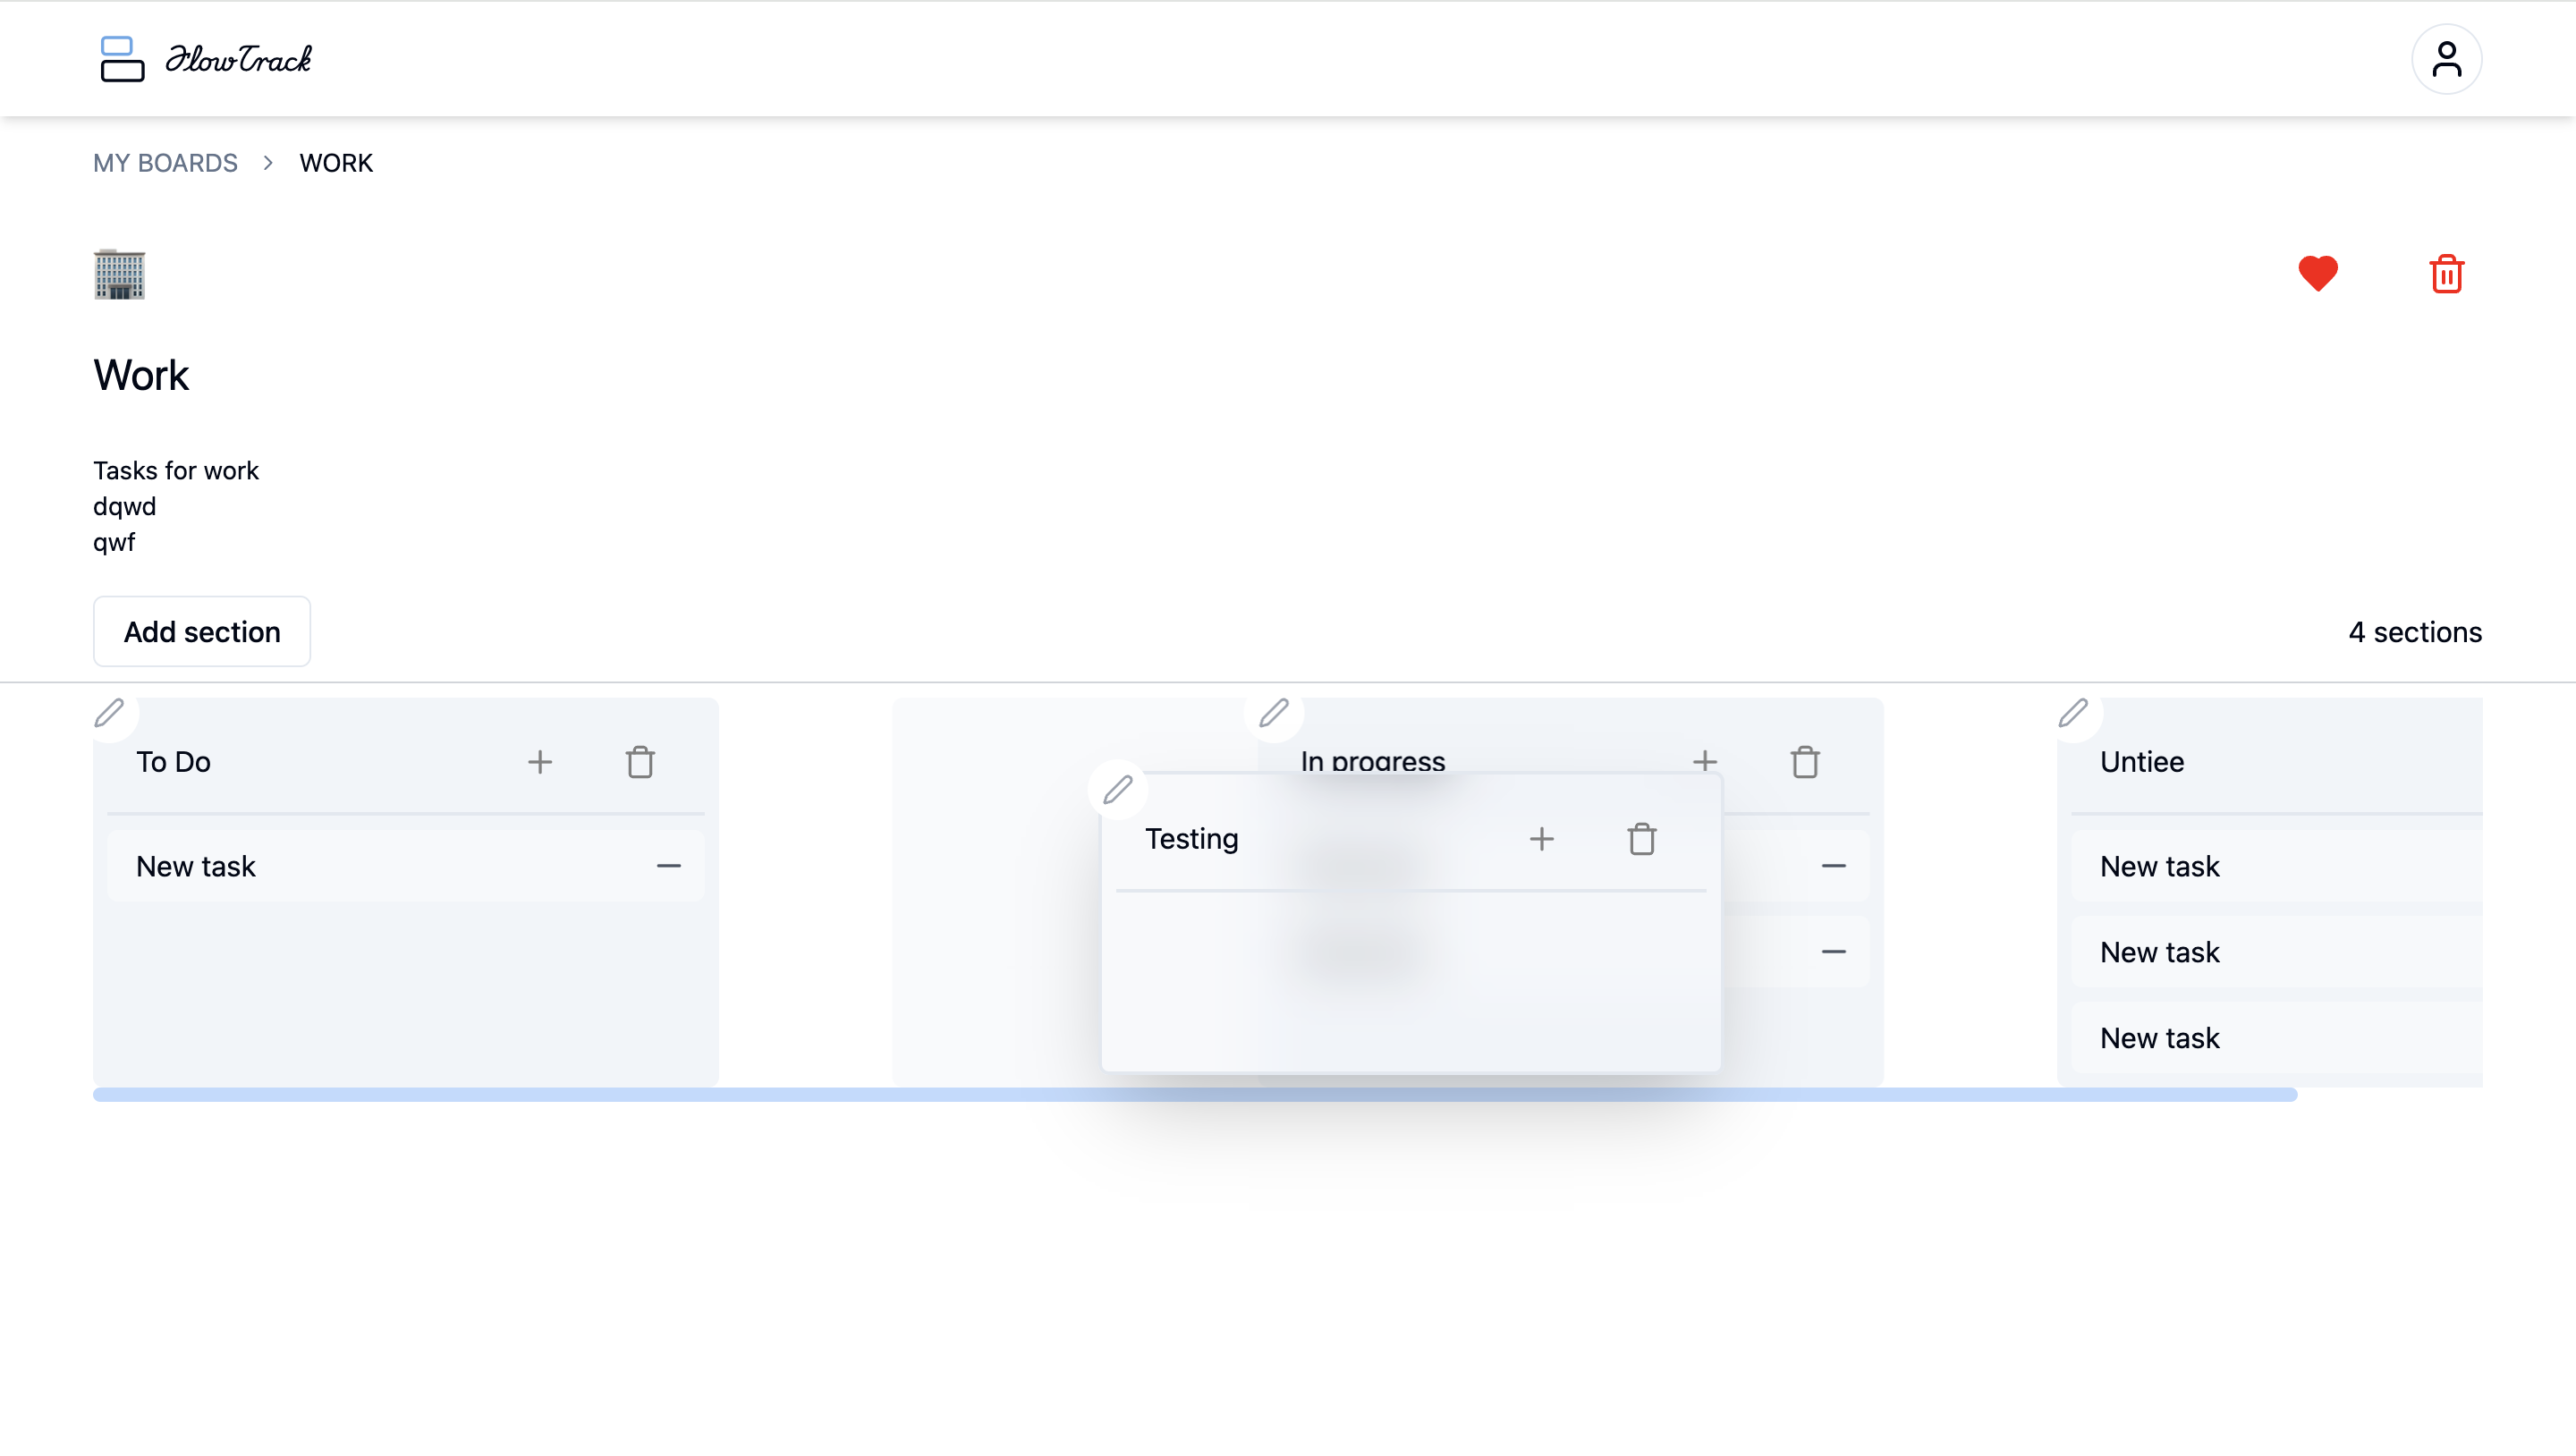 FlowTrack
MY BOARDS > WORK
Work
Tasks for work
dqwd
qwf
Add section
4 sections
To Do
In progress
Untiee
Testing
New task
New task
New task
New task